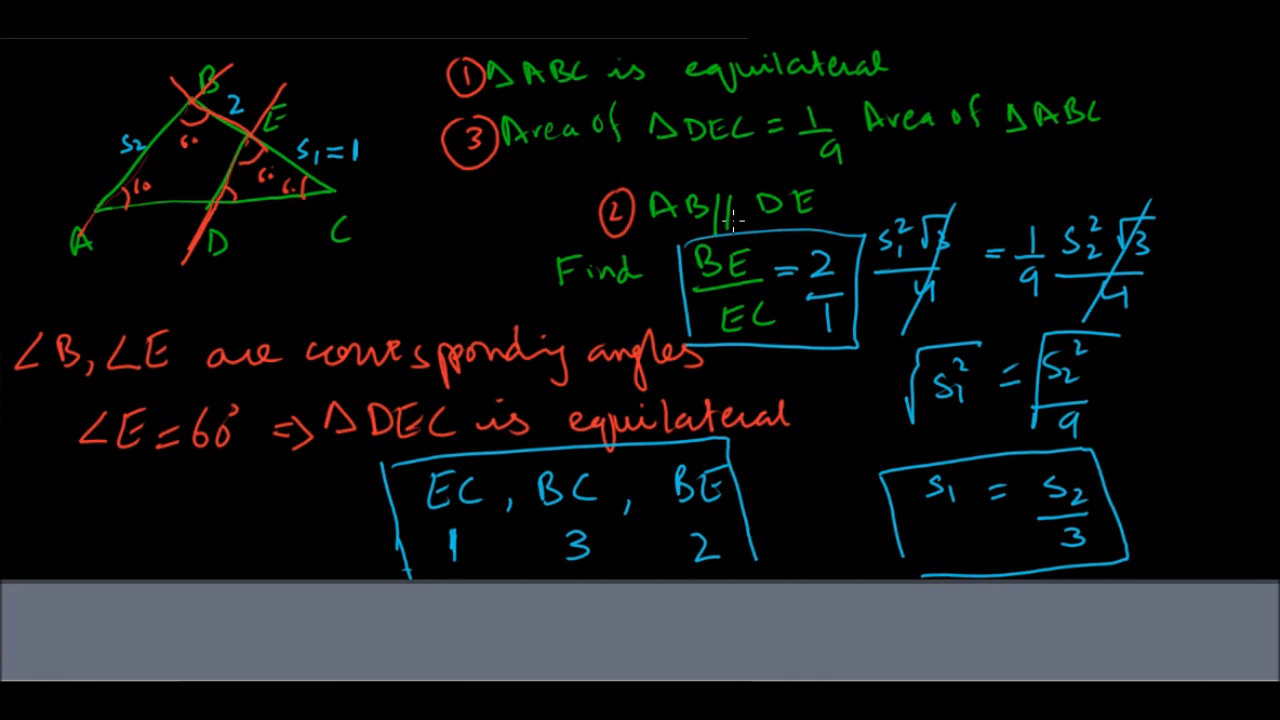 ① ΔABC is equilateral
③ Area of ΔDEC = 1/9 Area of ΔABC
② AB || DE
Find BE/EC = 2/1
B
2
E
S2
60
S1 = 1
60
60
60
A
D
C
S1²√3/4 = 1/9 S2²√3/4
∠B, ∠E are corresponding angles
√S1² = √S2²/9
∠E = 60° ⇒ ΔDEC is equilateral
EC, BC, BE
1 3 2
S1 = S2/3